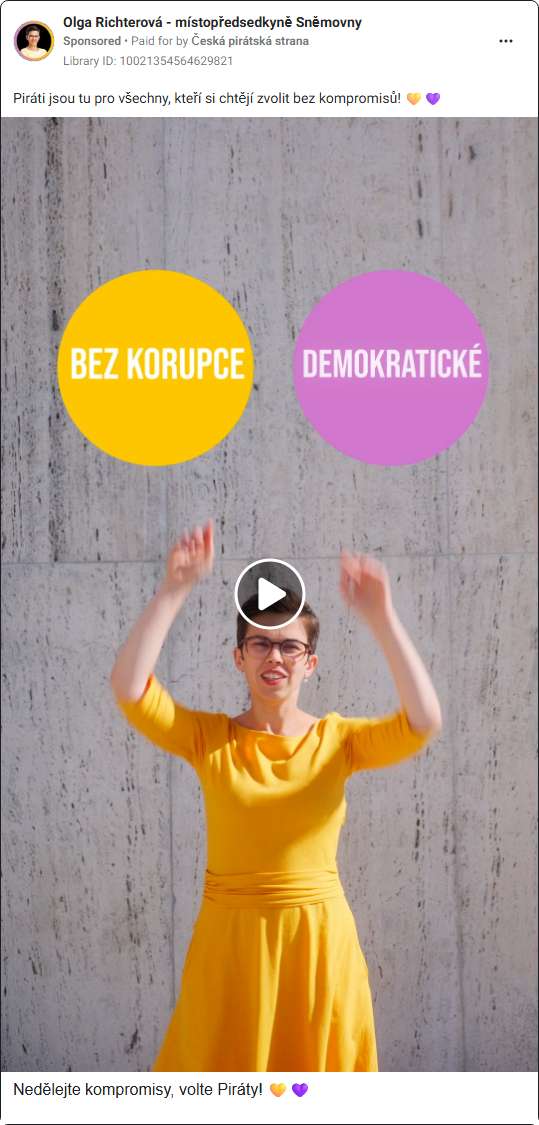 Olga Richterová - místopředsedkyně Sněmovny
Sponsored • Paid for by Česká pirátská strana
Library ID: 10021354564629821
Piráti jsou tu pro všechny, kteří si chtějí zvolit bez kompromisů! 🧡 💜
BEZ KORUPCE
DEMOKRATICKÉ
Nedělejte kompromisy, volte Piráty! 🧡 💜